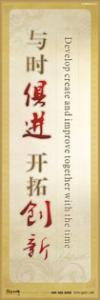 与时俱进 开拓创新
Develop create and improve together with the time